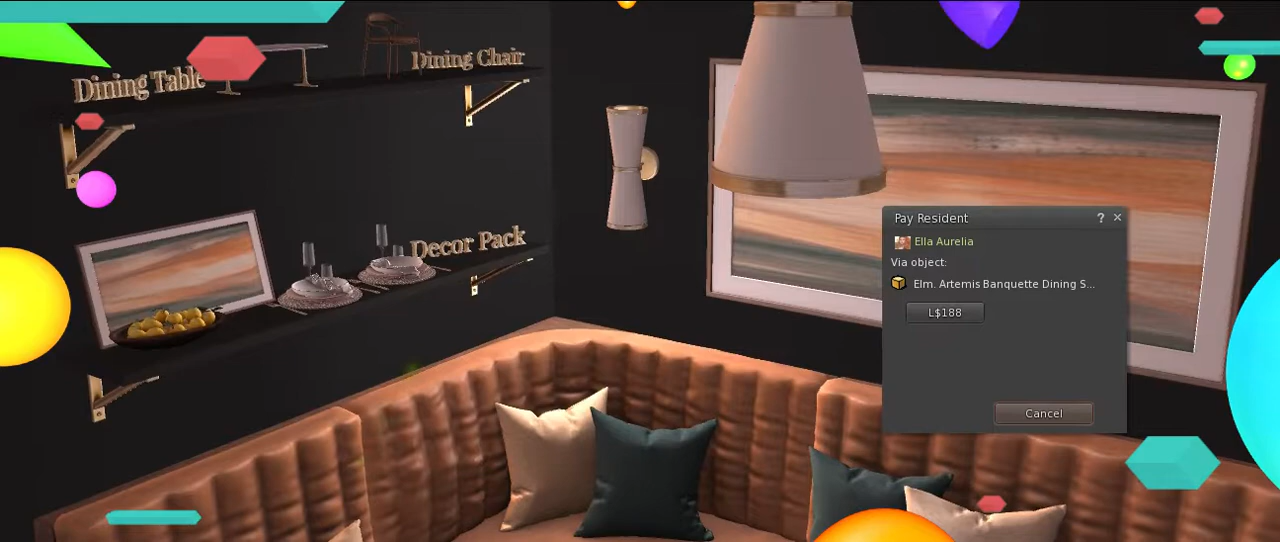 Dining Table
Dining Chair
Decor Pack
Pay Resident ? ×
Ella Aurelia
Via object:
Elm. Artemis Banquette Dining S...
L$188
Cancel